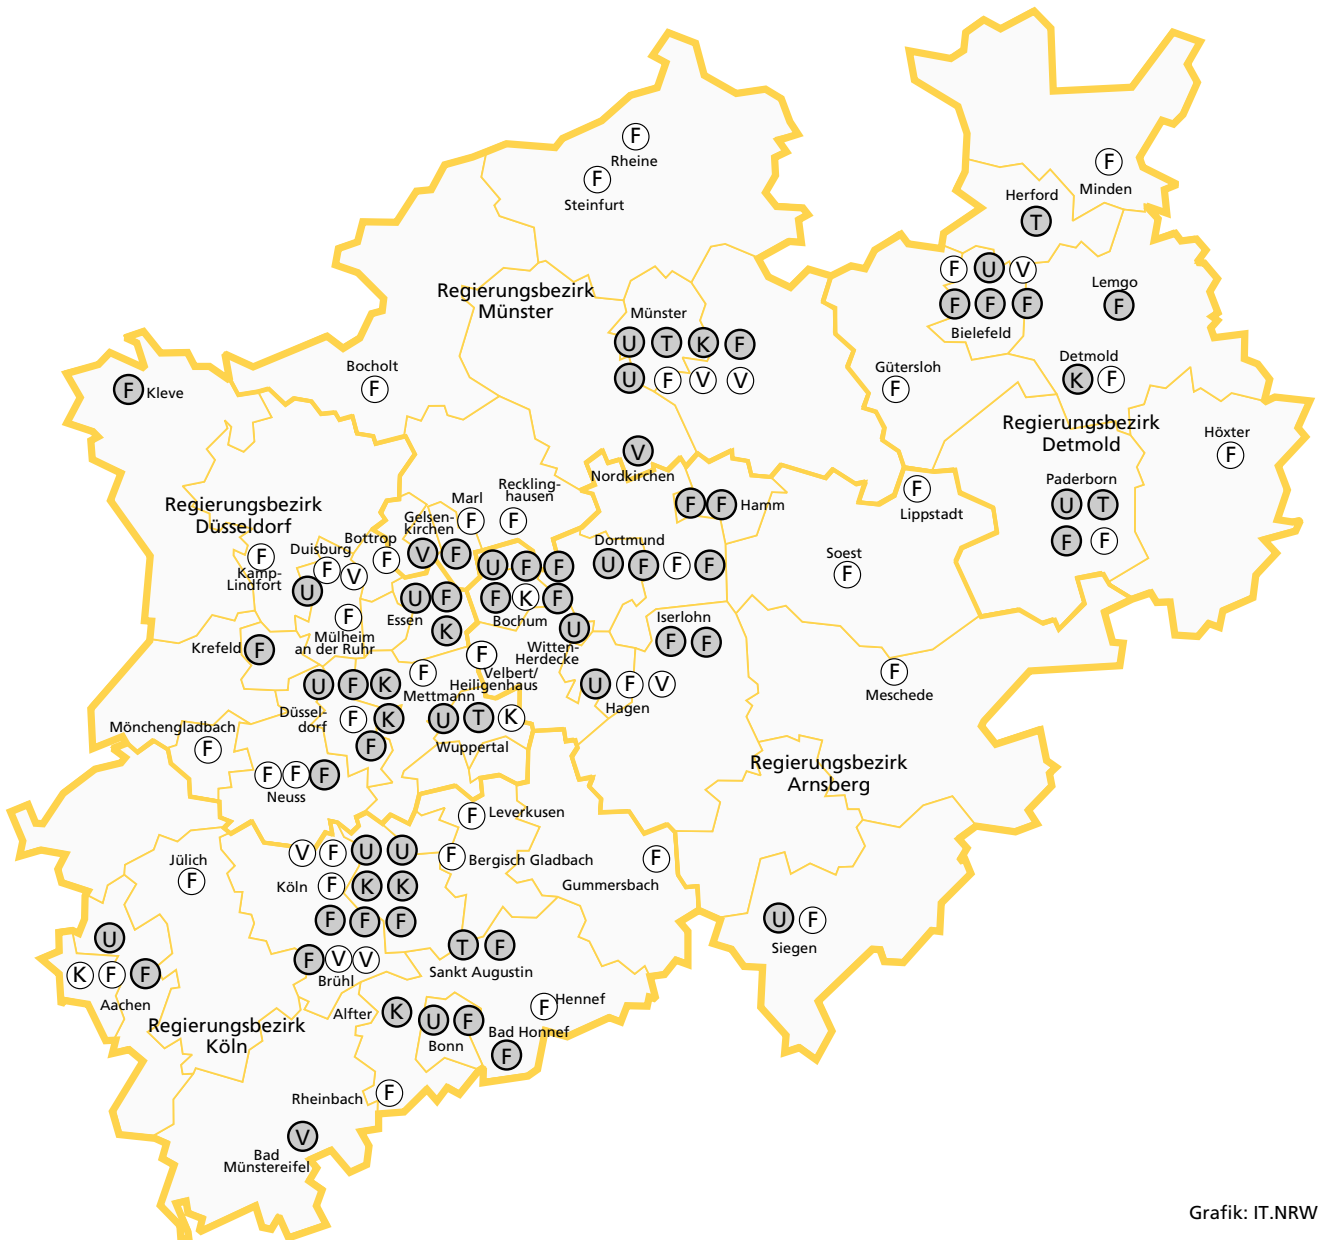 F
Rheine
F
Steinfurt
F
Minden
Herford
T
F U V
F F F
Bielefeld
Lemgo
F
Regierungsbezirk
Münster
Münster
U T K F
U F V V
Bocholt
F
F Kleve
Gütersloh
F
Detmold
K F
Regierungsbezirk
Detmold
Höxter
F
V
Nordkirchen
Paderborn
U T
F F
F
Lippstadt
F F Hamm
Reckling-
hausen
F
Marl
F
Gelsen-
kirchen
V F
Regierungsbezirk
Düsseldorf
Bottrop
F
Duisburg
F V
U
F
Kamp-
Lindfort
Dortmund
U F F F
Soest
F
U F F
F K F
Bochum
U F
Essen
K
F
Mülheim
an der Ruhr
U
Witten-
Herdecke
Iserlohn
F F
Krefeld F
F
Velbert/
Heiligenhaus
F
Mettmann
U F K
Düssel-
dorf
F K
F
U F V
Hagen
F
Meschede
U T K
Wuppertal
Mönchengladbach
F
F F F
Neuss
Regierungsbezirk
Arnsberg
F Leverkusen
F Bergisch Gladbach
F
Gummersbach
Jülich
F
V F U U
Köln F K K
F F F
U F
Siegen
U
K F F
Aachen
F V V
Brühl
T F
Sankt Augustin
F Hennef
Alfter K
U F
Bonn
Bad Honnef
F
Regierungsbezirk
Köln
Rheinbach F
V
Bad
Münstereifel
Grafik: IT.NRW